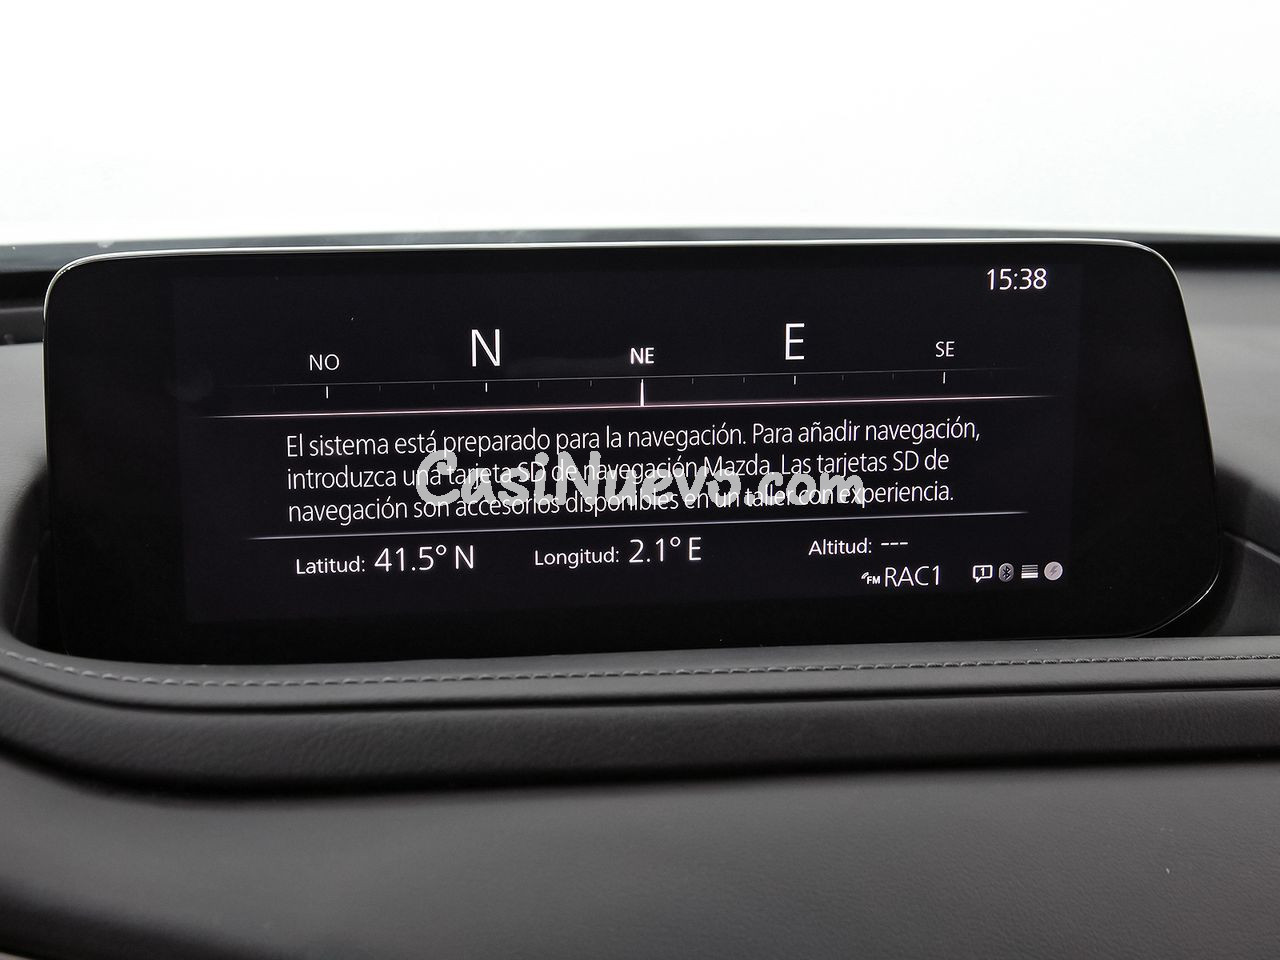 15:38
NO N NE E SE
El sistema está preparado para la navegación. Para añadir navegación,
introduzca una tarjeta SD de navegación Mazda. Las tarjetas SD de
navegación son accesorios disponibles en un taller con experiencia.
CasiNuevo.com
Latitud: 41.5° N Longitud: 2.1° E Altitud: ---
FM RAC1 1